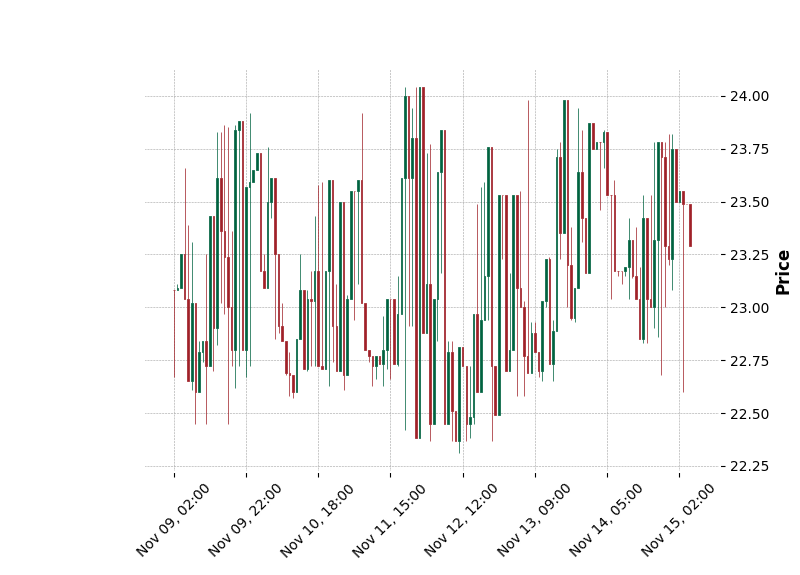 24.00
23.75
23.50
23.25
23.00
22.75
22.50
22.25
Price
Nov 09, 02:00
Nov 09, 22:00
Nov 10, 18:00
Nov 11, 15:00
Nov 12, 12:00
Nov 13, 09:00
Nov 14, 05:00
Nov 15, 02:00